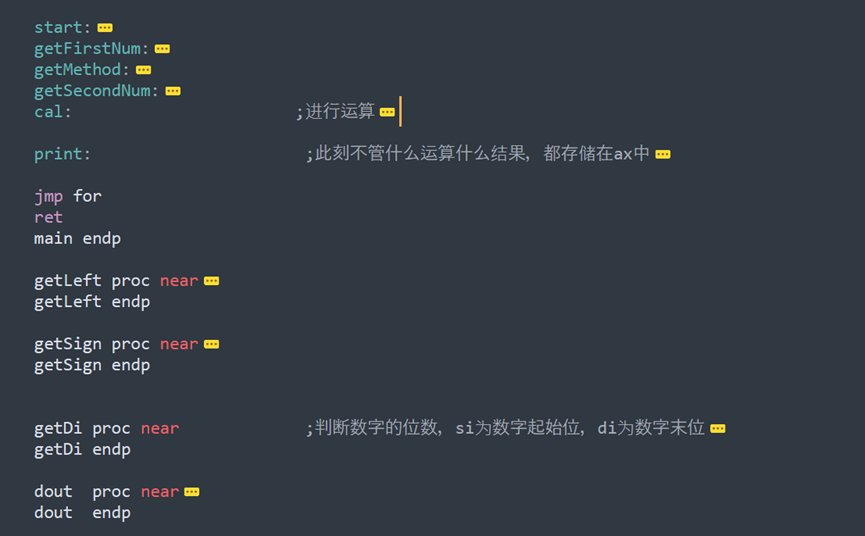 start:
getFirstNum:
getMethod:
getSecondNum:
cal: ;进行运算
print: ;此刻不管什么运算什么结果, 都存储在ax中
jmp for
ret
main endp
getLeft proc near
getLeft endp
getSign proc near
getSign endp
getDi proc near ;判断数字的位数, si为数字起始位, di为数字末位
getDi endp
dout proc near
dout endp